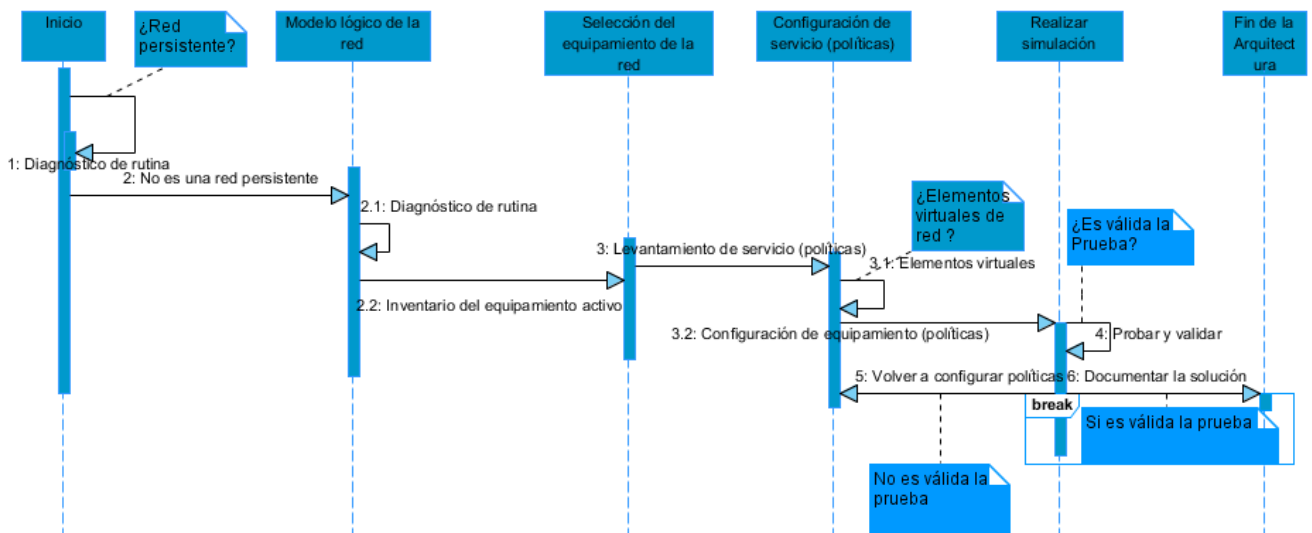 Inicio
¿Red
persistente?
Modelo lógico de la
red
Selección del
equipamiento de la
red
Configuración de
servicio (políticas)
Realizar
simulación
Fin de la
Arquitect
ura
1: Diagnóstico de rutina
2: No es una red persistente
2.1: Diagnóstico de rutina
2.2: Inventario del equipamiento activo
3: Levantamiento de servicio (políticas)
¿Elementos
virtuales de
red ?
3.1: Elementos virtuales
¿Es válida la
Prueba?
3.2: Configuración de equipamiento (políticas)
4: Probar y validar
5: Volver a configurar políticas
6: Documentar la solución
break
Si es válida la prueba
No es válida la
prueba